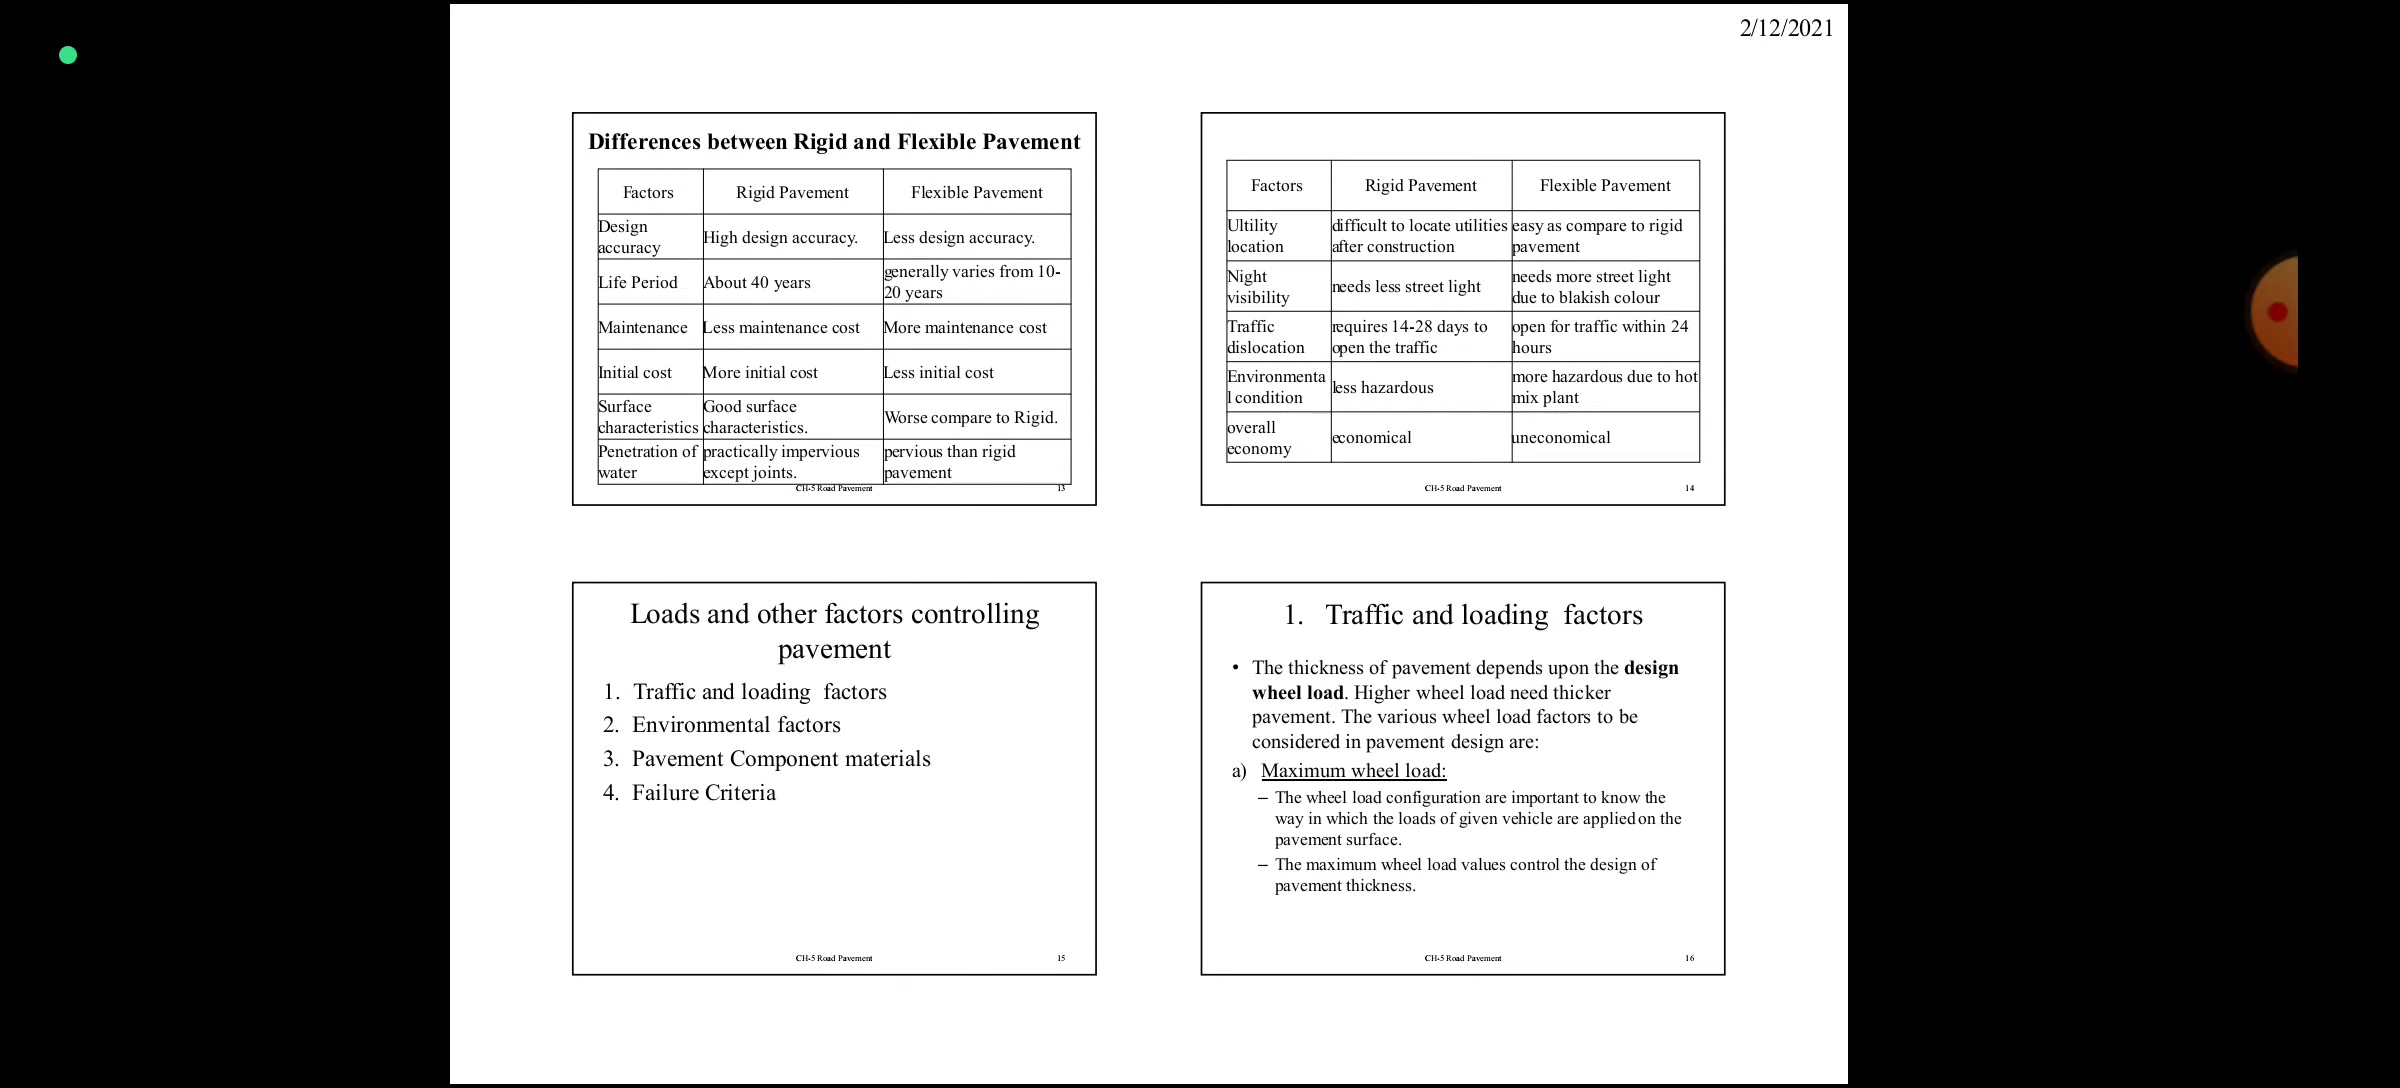 2/12/2021
Differences between Rigid and Flexible Pavement
Factors Rigid Pavement Flexible Pavement
Design accuracy High design accuracy. Less design accuracy.
Life Period About 40 years generally varies from 10-20 years
Maintenance Less maintenance cost More maintenance cost
Initial cost More initial cost Less initial cost
Surface characteristics Good surface characteristics. Worse compare to Rigid.
Penetration of water practically impervious except joints. pervious than rigid pavement
CH-5 Road Pavement 13
Factors Rigid Pavement Flexible Pavement
Ultility location difficult to locate utilities after construction easy as compare to rigid pavement
Night visibility needs less street light needs more street light due to blakish colour
Traffic dislocation requires 14-28 days to open the traffic open for traffic within 24 hours
Environmental condition less hazardous more hazardous due to hot mix plant
overall economy economical uneconomical
CH-5 Road Pavement 14
Loads and other factors controlling
pavement
1. Traffic and loading factors
2. Environmental factors
3. Pavement Component materials
4. Failure Criteria
CH-5 Road Pavement 15
1. Traffic and loading factors
• The thickness of pavement depends upon the design
wheel load. Higher wheel load need thicker
pavement. The various wheel load factors to be
considered in pavement design are:
a) Maximum wheel load:
– The wheel load configuration are important to know the
way in which the loads of given vehicle are applied on the
pavement surface.
– The maximum wheel load values control the design of
pavement thickness.
CH-5 Road Pavement 16